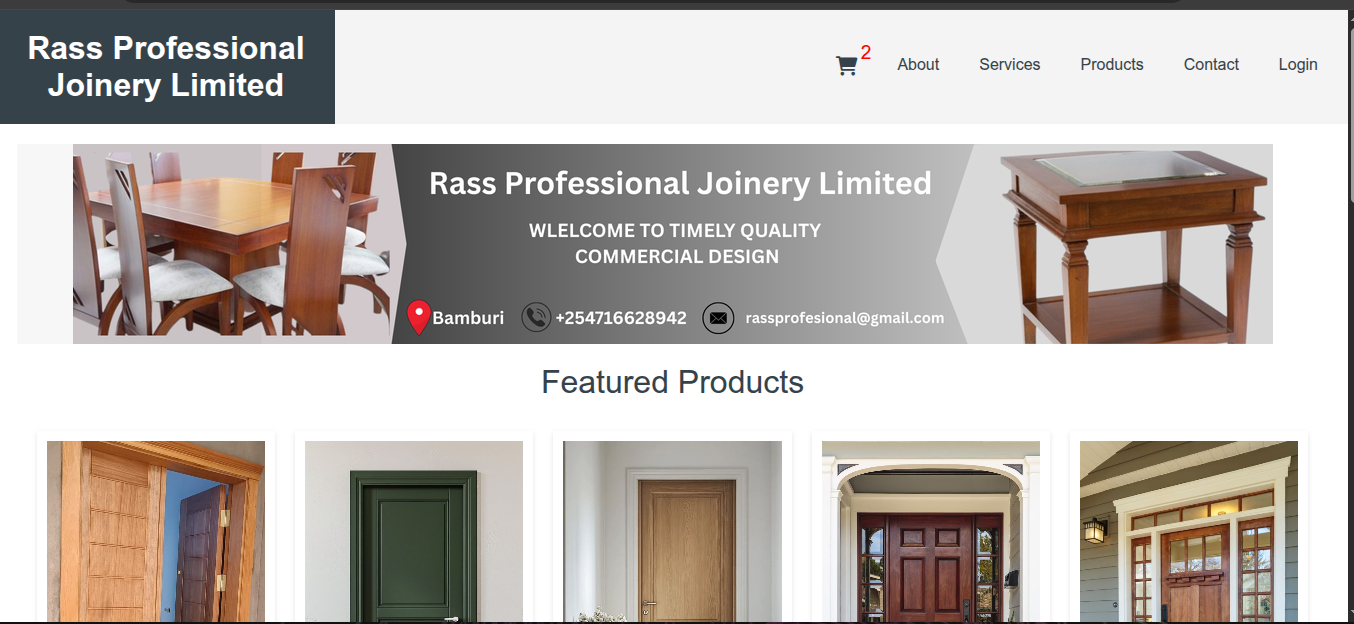 Rass Professional
Joinery Limited
2
About
Services
Products
Contact
Login
Rass Professional Joinery Limited
WLELCOME TO TIMELY QUALITY
COMMERCIAL DESIGN
Bamburi
+254716628942
rassprofesional@gmail.com
Featured Products